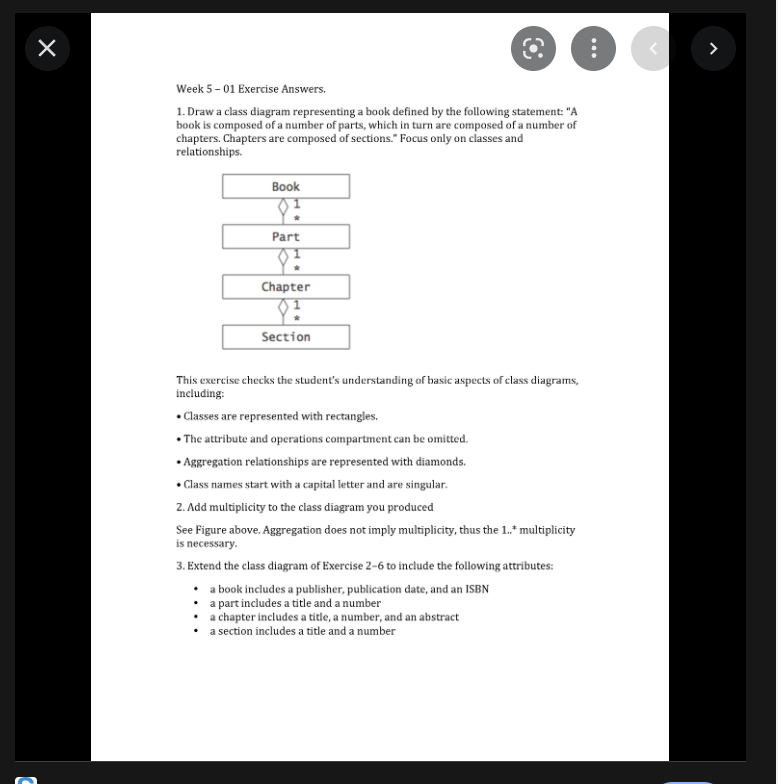 Week 5 – 01 Exercise Answers.
1. Draw a class diagram representing a book defined by the following statement: “A
book is composed of a number of parts, which in turn are composed of a number of
chapters. Chapters are composed of sections.” Focus only on classes and
relationships.
Book
1
*
Part
1
*
Chapter
1
*
Section
This exercise checks the student’s understanding of basic aspects of class diagrams,
including:
• Classes are represented with rectangles.
• The attribute and operations compartment can be omitted.
• Aggregation relationships are represented with diamonds.
• Class names start with a capital letter and are singular.
2. Add multiplicity to the class diagram you produced
See Figure above. Aggregation does not imply multiplicity, thus the 1..* multiplicity
is necessary.
3. Extend the class diagram of Exercise 2–6 to include the following attributes:
• a book includes a publisher, publication date, and an ISBN
• a part includes a title and a number
• a chapter includes a title, a number, and an abstract
• a section includes a title and a number